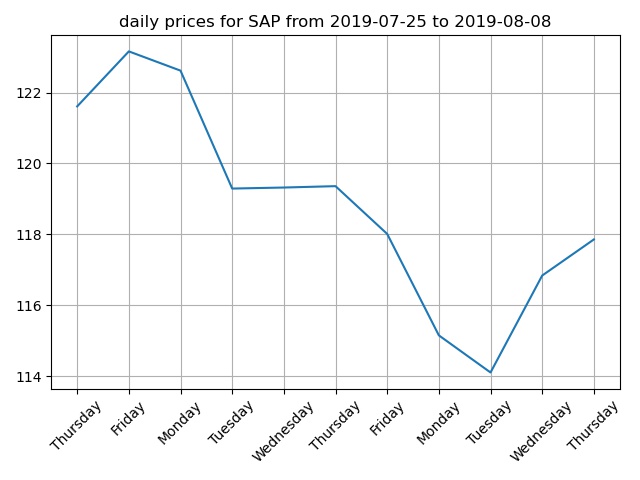 daily prices for SAP from 2019-07-25 to 2019-08-08
122
120
118
116
114
Thursday
Friday
Monday
Tuesday
Wednesday
Thursday
Friday
Monday
Tuesday
Wednesday
Thursday